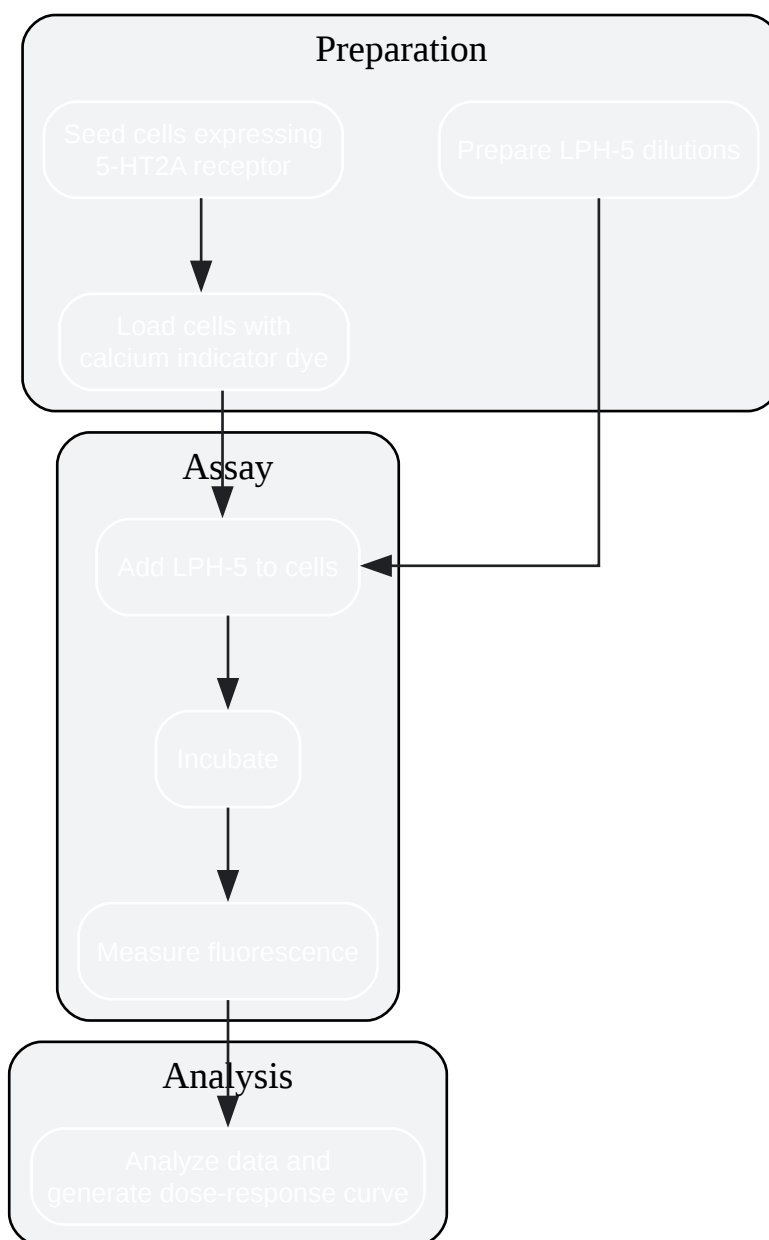 Preparation
Seed cells expressing
5-HT2A receptor
Prepare LPH-5 dilutions
Load cells with
calcium indicator dye
Assay
Add LPH-5 to cells
Incubate
Measure fluorescence
Analysis
Analyze data and
generate dose-response curve